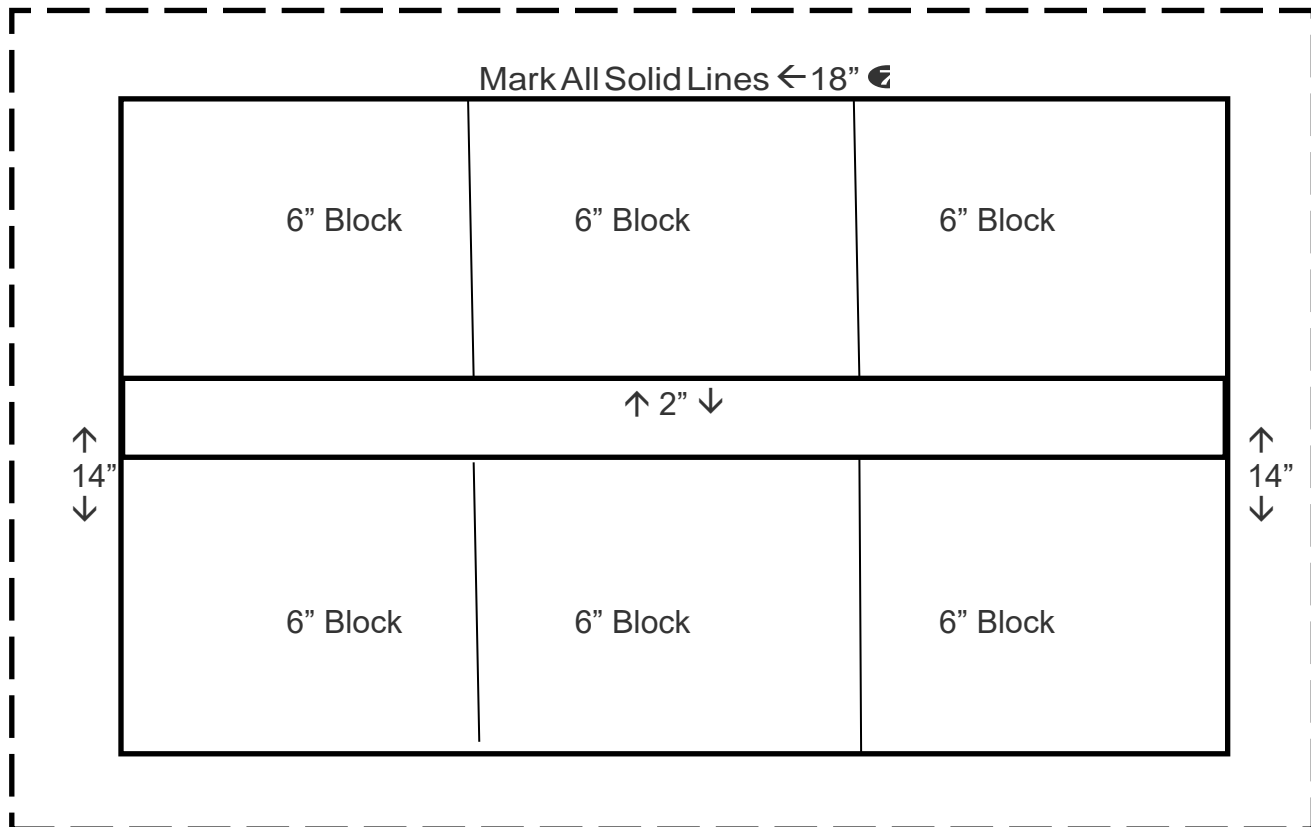 Mark All Solid Lines ←18”
6” Block 6” Block 6” Block
↑ 2” ↓
↑ ↑
14” 14”
↓ ↓
6” Block 6” Block 6” Block